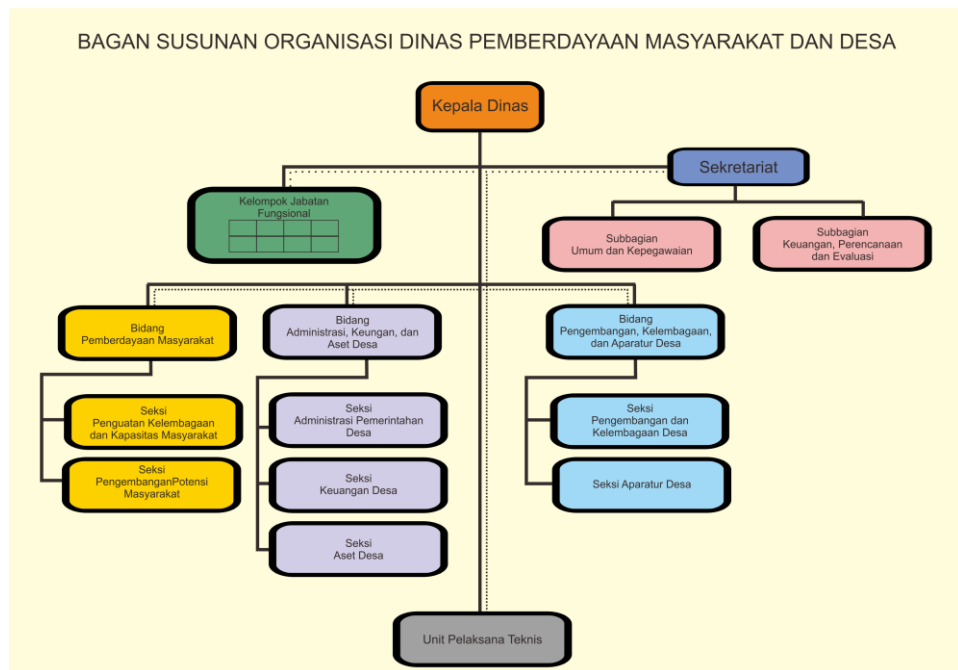 BAGAN SUSUNAN ORGANISASI DINAS PEMBERDAYAAN MASYARAKAT DAN DESA
Kepala Dinas
Sekretariat
Kelompok Jabatan
Fungsional
Subbagian
Umum dan Kepegawaian
Subbagian
Keuangan, Perencanaan
dan Evaluasi
Bidang
Pemberdayaan Masyarakat
Bidang
Administrasi, Keungan, dan
Aset Desa
Bidang
Pengembangan, Kelembagaan,
dan Aparatur Desa
Seksi
Penguatan Kelembagaan
dan Kapasitas Masyarakat
Seksi
PengembanganPotensi
Masyarakat
Seksi
Administrasi Pemerintahan
Desa
Seksi
Keuangan Desa
Seksi
Aset Desa
Seksi
Pengembangan dan
Kelembagaan Desa
Seksi Aparatur Desa
Unit Pelaksana Teknis